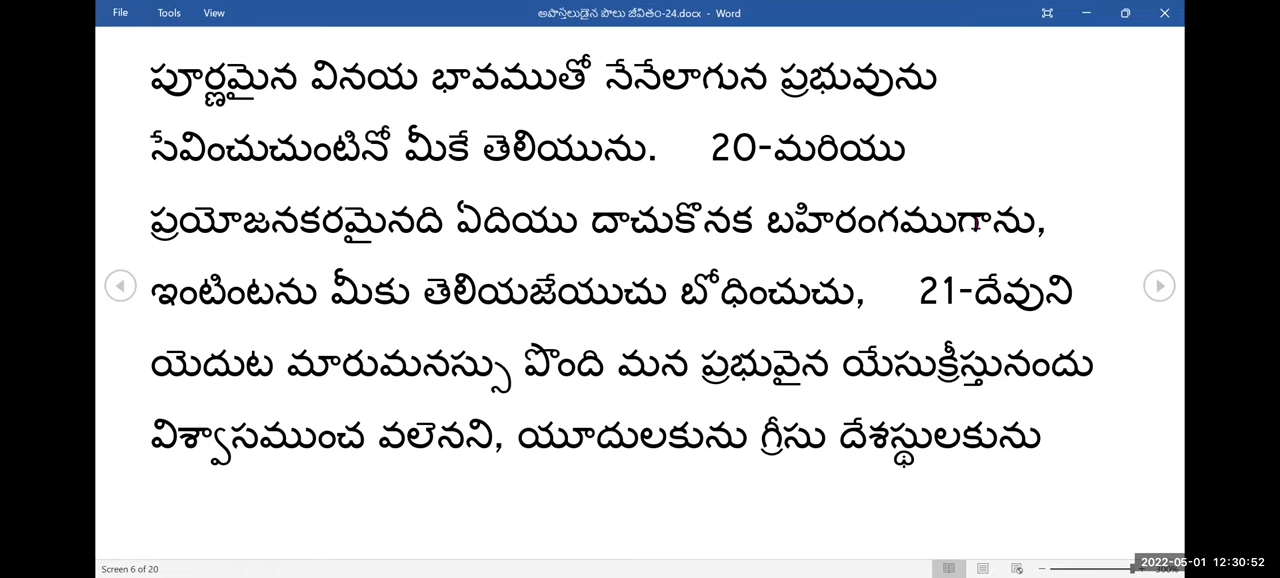 File Tools View అపొస్తలుడైన పౌలు జీవితం-24.docx - Word
పూర్ణమైన వినయ భావముతో నేనేలాగున ప్రభువును
సేవించుచుంటినో మీకే తెలియును. 20-మరియు
ప్రయోజనకరమైనది ఏదియు దాచుకొనక బహిరంగముగాను,
ఇంటింటను మీకు తెలియజేయుచు బోధించుచు, 21-దేవుని
యెదుట మారుమనస్సు పొంది మన ప్రభువైన యేసుక్రీస్తునందు
విశ్వాసముంచ వలెనని, యూదులకును గ్రీసు దేశస్థులకును
2022-05-01 12:30:52
Screen 6 of 20 300%